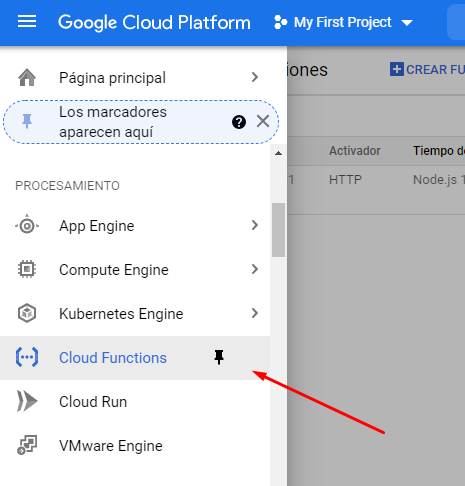 Google Cloud Platform
My First Project
Página principal
iones
CREAR FU
Los marcadores
aparecen aquí
?
Activador
Tiempo de
PROCESAMIENTO
1
HTTP
Node.js 1
App Engine
Compute Engine
Kubernetes Engine
Cloud Functions
Cloud Run
VMware Engine